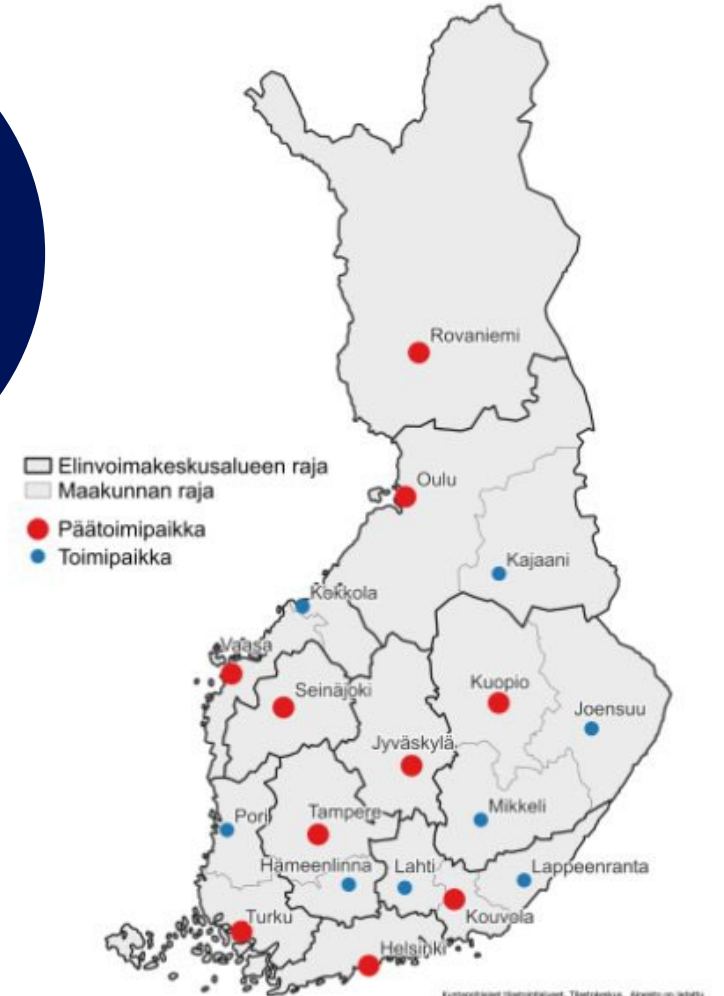 Rovaniemi
Elinvoimakeskusalueen raja
Maakunnan raja
Oulu
Päätoimipaikka
Toimipaikka
Kajaani
Kokkola
Vaasa
Seinäjoki
Kuopio
Joensuu
Jyväskylä
Pori
Tampere
Mikkeli
Hämeenlinna
Lahti
Lappeenranta
Turku
Kouvola
Helsinki